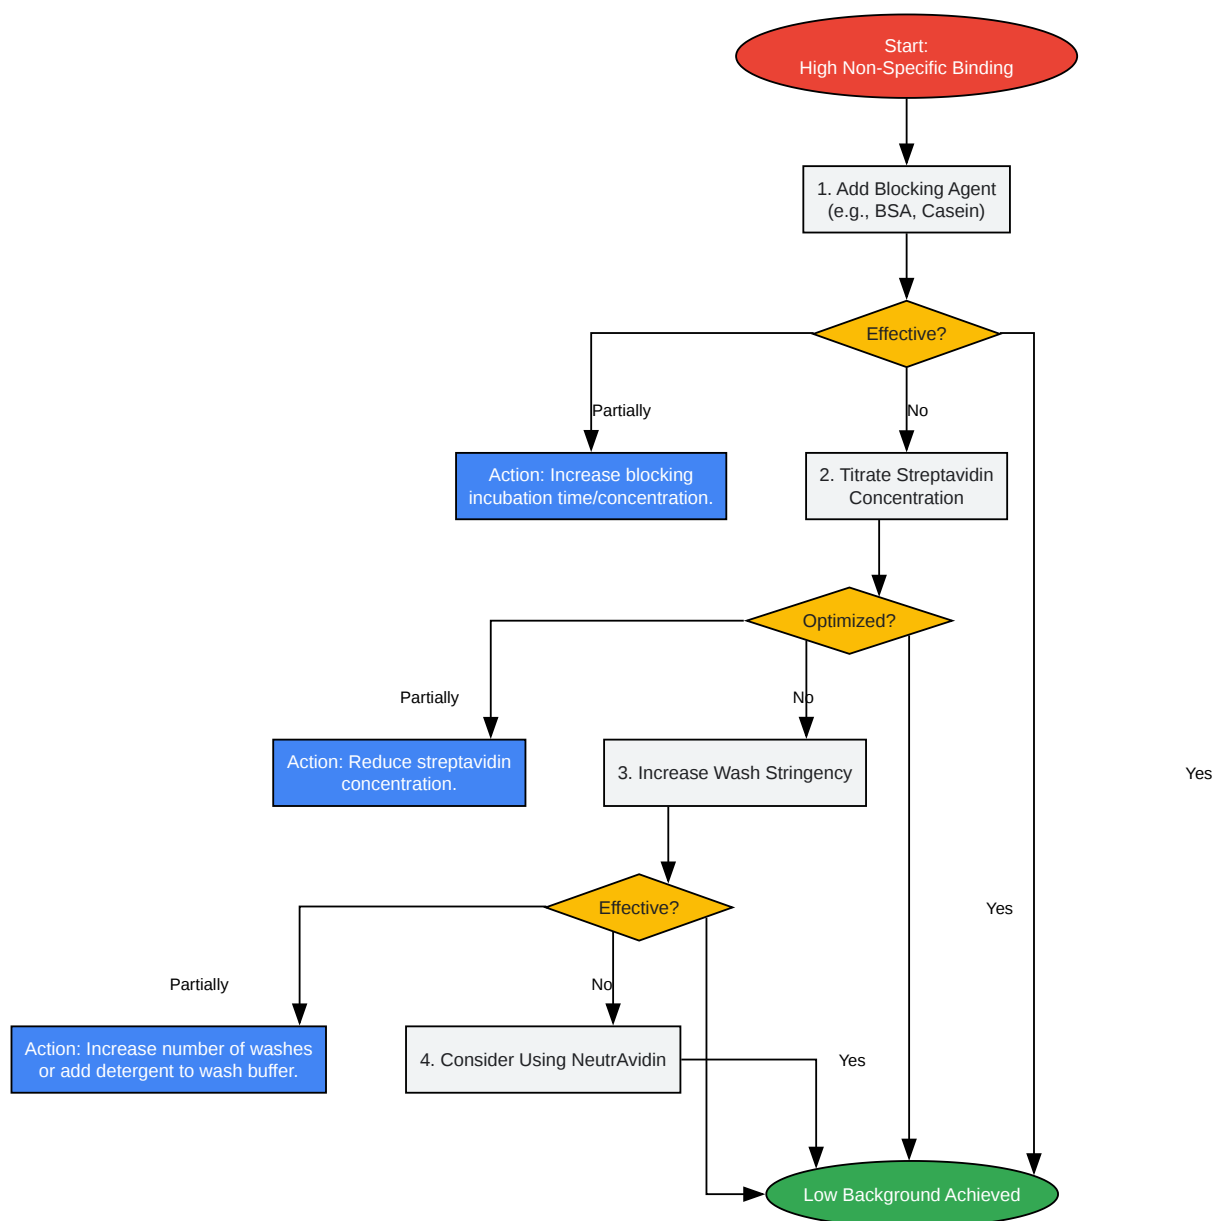 Start:
High Non-Specific Binding
1. Add Blocking Agent
(e.g., BSA, Casein)
Effective?
Partially
No
Action: Increase blocking
incubation time/concentration.
2. Titrate Streptavidin
Concentration
Optimized?
Partially
No
Action: Reduce streptavidin
concentration.
3. Increase Wash Stringency
Yes
Effective?
Yes
Partially
No
Action: Increase number of washes
or add detergent to wash buffer.
4. Consider Using NeutrAvidin
Yes
Low Background Achieved